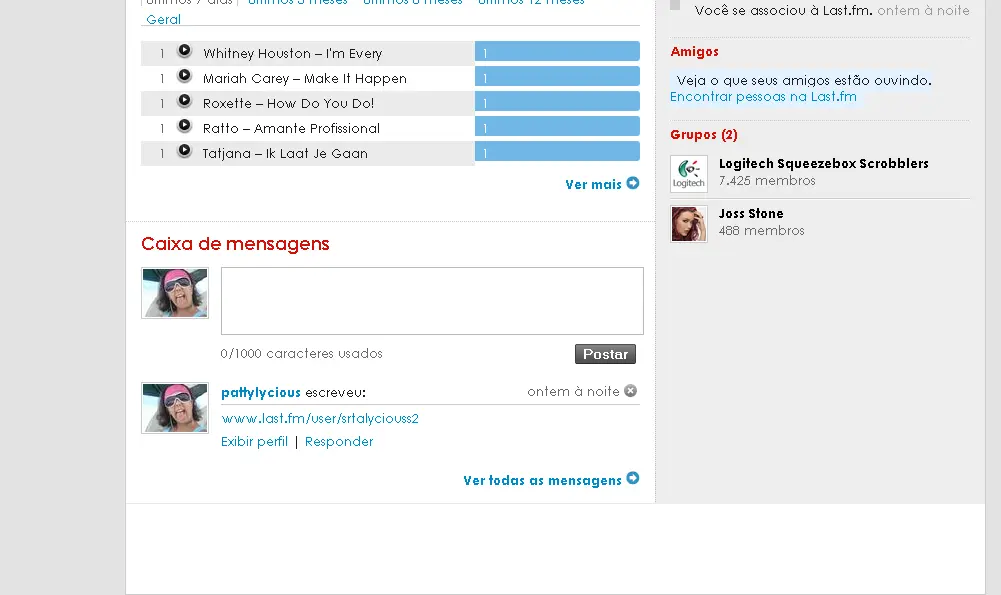 Últimos 7 dias | Últimos 3 meses Últimos 6 meses Últimos 12 meses
Geral
1 Whitney Houston – I'm Every 1
1 Mariah Carey – Make It Happen 1
1 Roxette – How Do You Do! 1
1 Ratto – Amante Profissional 1
1 Tatjana – Ik Laat Je Gaan 1
Ver mais
Caixa de mensagens
0/1000 caracteres usados
Postar
pattylycious escreveu: ontem à noite
www.last.fm/user/srtalyciouss2
Exibir perfil | Responder
Ver todas as mensagens
Você se associou à Last.fm. ontem à noite
Amigos
Veja o que seus amigos estão ouvindo.
Encontrar pessoas na Last.fm
Grupos (2)
Logitech
Logitech Squeezebox Scrobblers
7.425 membros
Joss Stone
488 membros